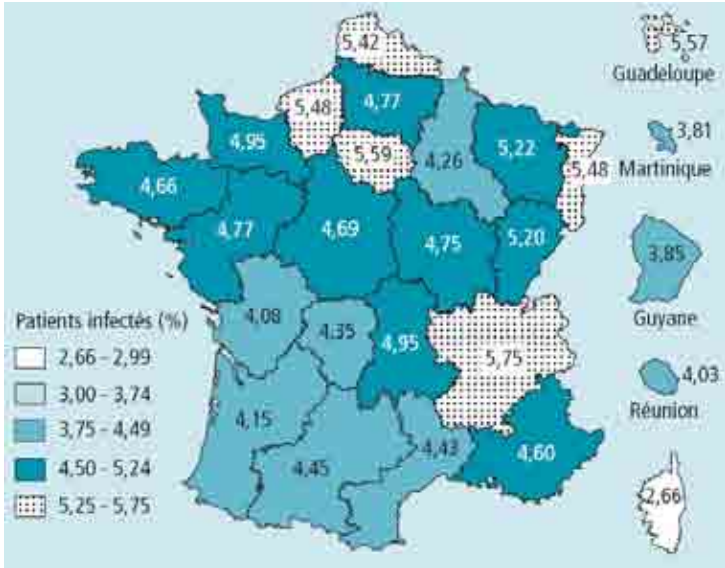 5,42
5,57
Guadeloupe
5,48
4,77
4,95
5,59
4,26
5,22
5,48
3,81
Martinique
4,66
4,77
4,69
4,75
5,20
3,85
Guyane
Patients infectés (%)
2,66 – 2,99
3,00 – 3,74
3,75 – 4,49
4,50 – 5,24
5,25 – 5,75
4,08
4,35
4,95
5,75
4,03
Réunion
4,15
4,45
4,43
4,60
2,66